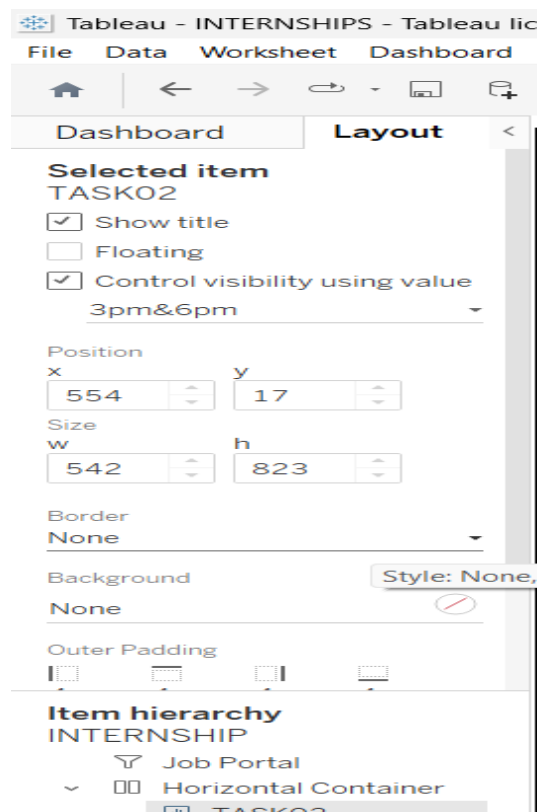 Tableau - INTERNSHIPS - Tableau lic
File Data Worksheet Dashboard
Dashboard Layout <
Selected item
TASK02
Show title
Floating
Control visibility using value
3pm&6pm
Position
x y
554 17
Size
w h
542 823
Border
None
Background
Style: None,
None
Outer Padding
Item hierarchy
INTERNSHIP
Job Portal
Horizontal Container
TASK02